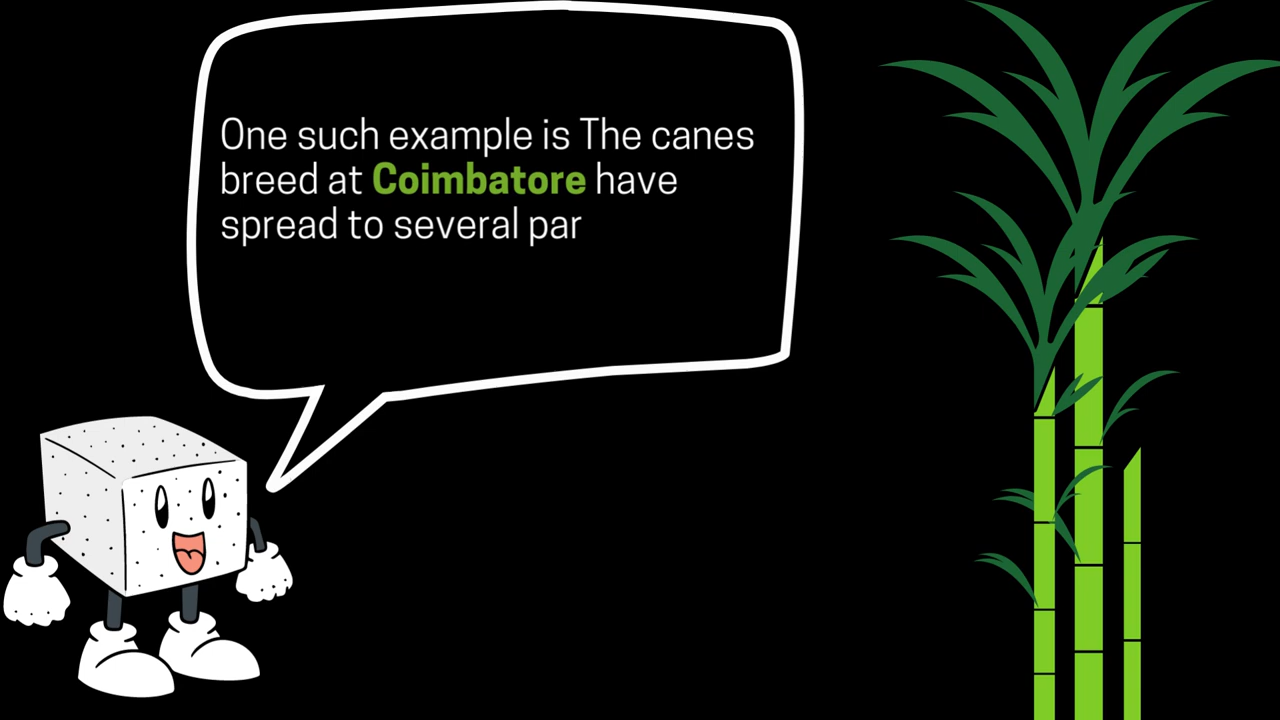 One such example is The canes
breed at Coimbatore have
spread to several par